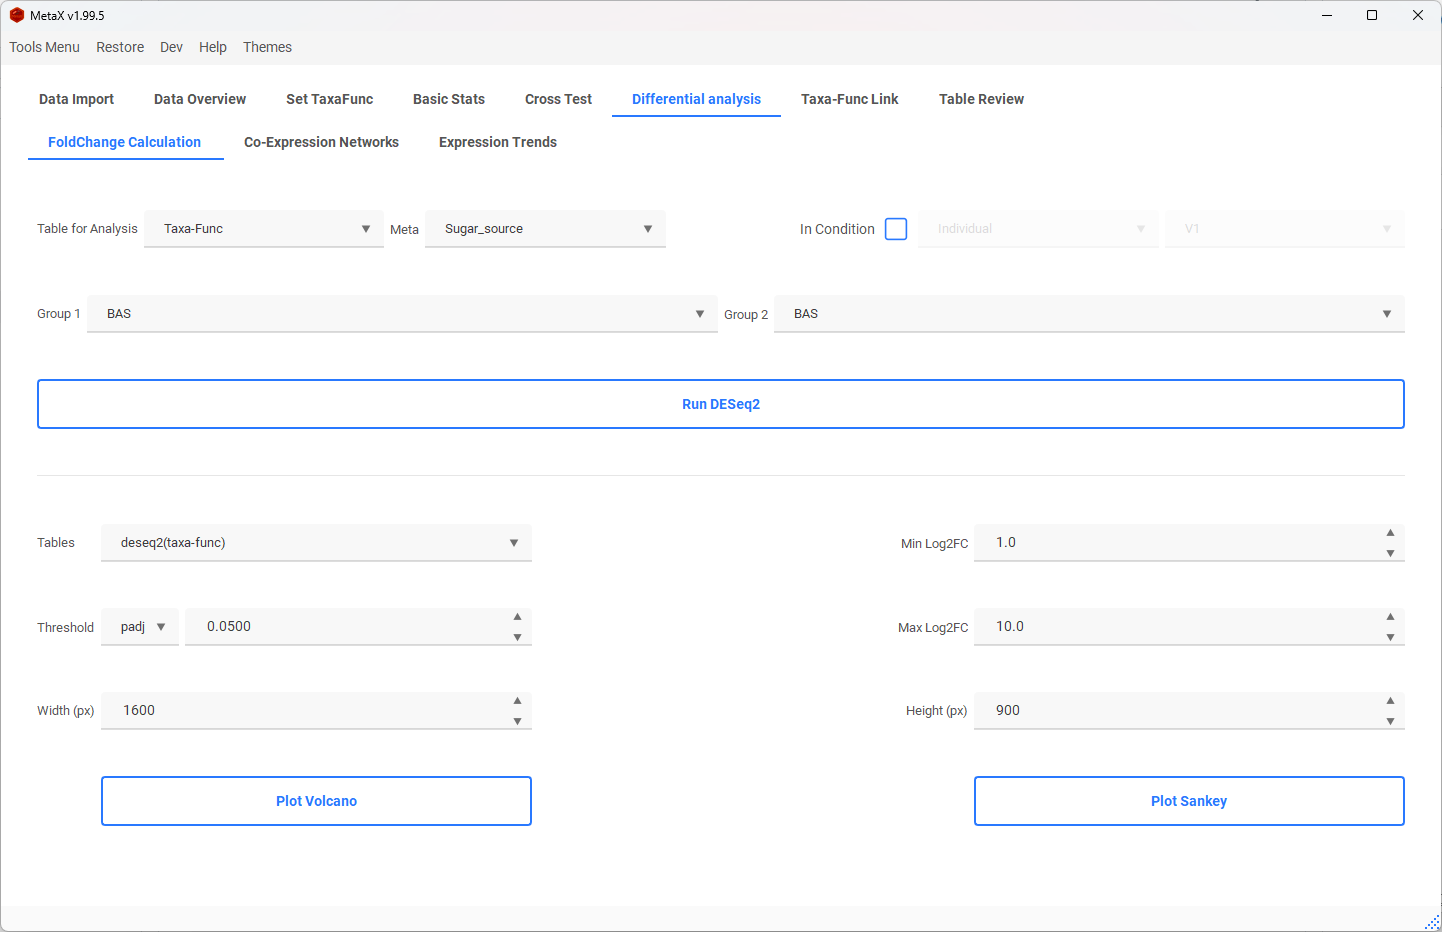 MetaX v1.99.5
Tools Menu Restore Dev Help Themes
Data Import Data Overview Set TaxaFunc Basic Stats Cross Test Differential analysis Taxa-Func Link Table Review
FoldChange Calculation Co-Expression Networks Expression Trends
Table for Analysis Taxa-Func Meta Sugar_source In Condition Individual V1
Group 1 BAS Group 2 BAS
Run DESeq2
Tables deseq2(taxa-func) Min Log2FC 1.0
Threshold padj 0.0500 Max Log2FC 10.0
Width (px) 1600 Height (px) 900
Plot Volcano Plot Sankey